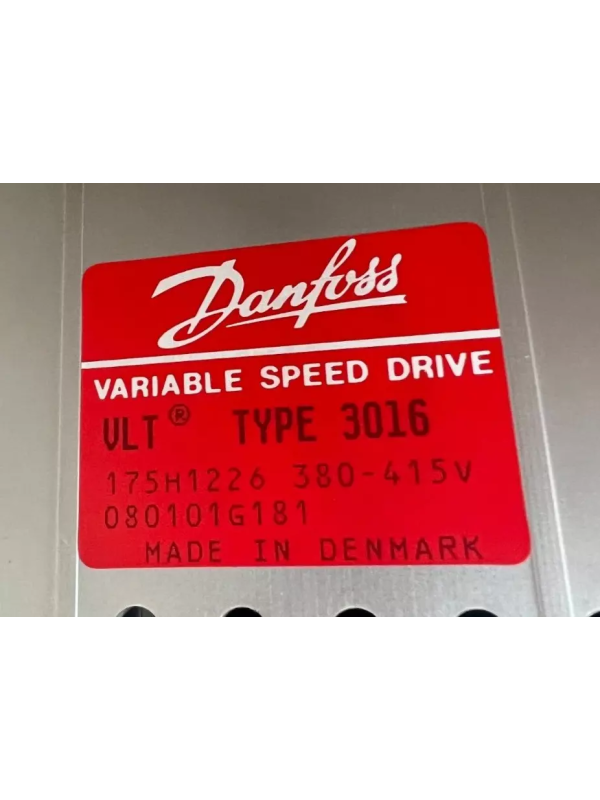 Danfoss
VARIABLE SPEED DRIVE
VLT® TYPE 3016
175H1226 380-415V
080101G181
MADE IN DENMARK